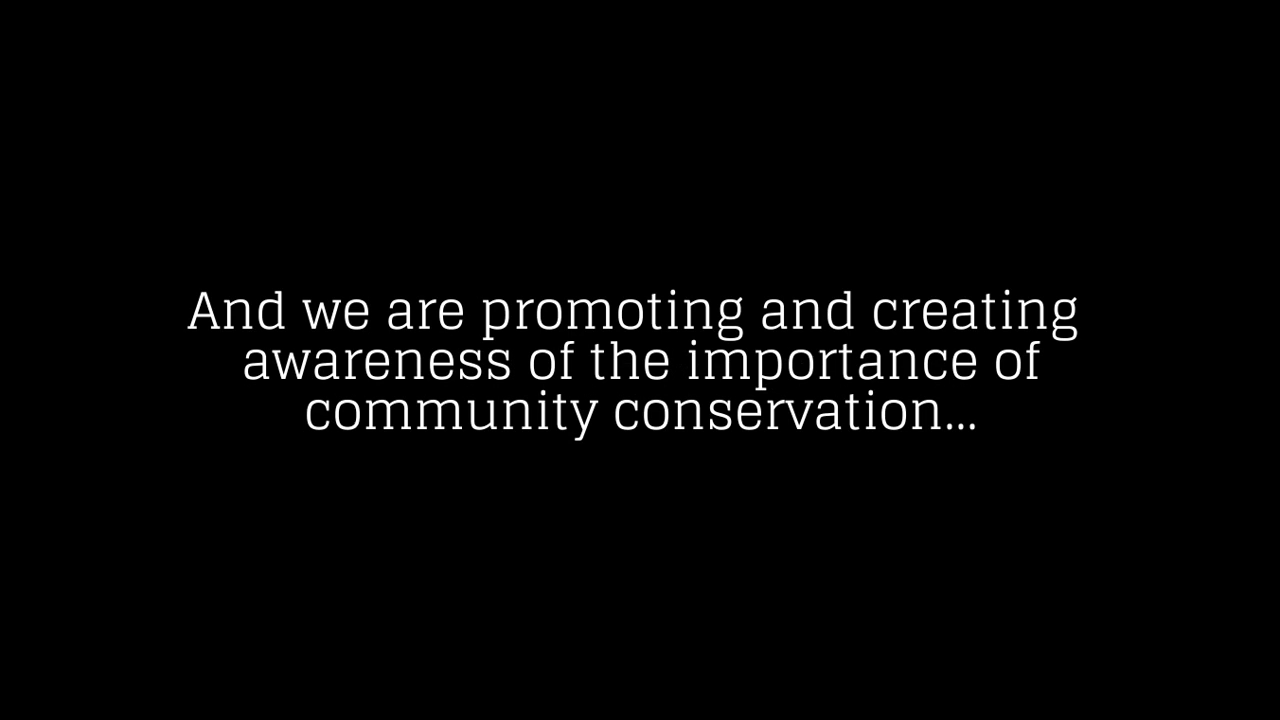 And we are promoting and creating
awareness of the importance of
community conservation...